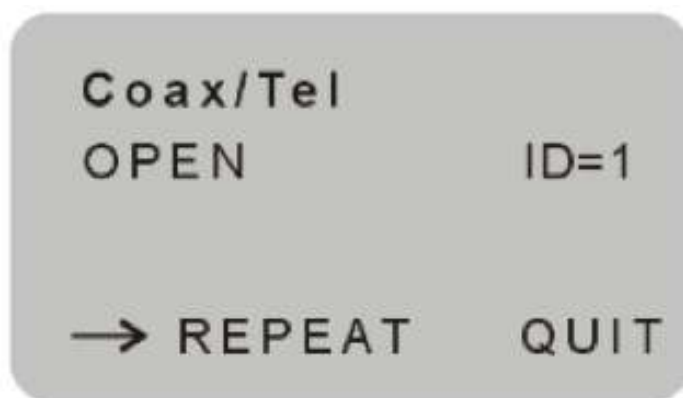 Coax/Tel
OPEN ID=1
→ REPEAT QUIT